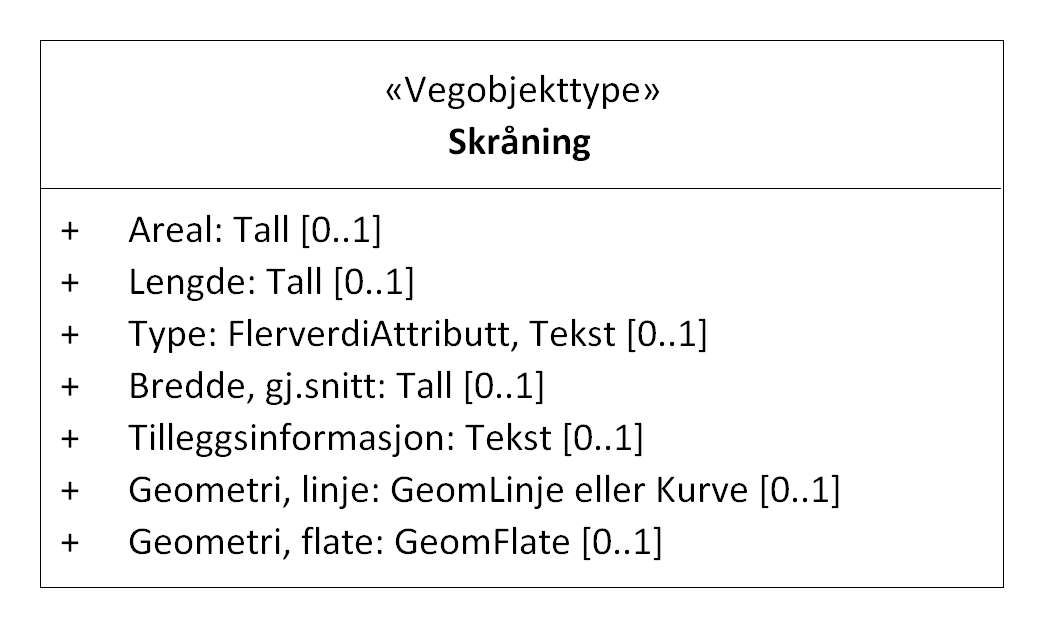 «Vegobjekttype»
Skråning
+ Areal: Tall [0..1]
+ Lengde: Tall [0..1]
+ Type: FlerverdiAttributt, Tekst [0..1]
+ Bredde, gj.snitt: Tall [0..1]
+ Tilleggsinformasjon: Tekst [0..1]
+ Geometri, linje: GeomLinje eller Kurve [0..1]
+ Geometri, flate: GeomFlate [0..1]